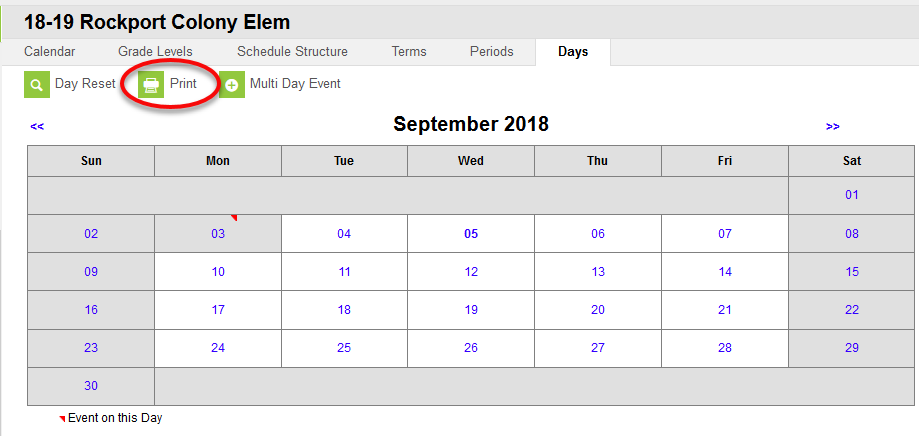 18-19 Rockport Colony Elem
Calendar Grade Levels Schedule Structure Terms Periods Days
Day Reset Print Multi Day Event
<< September 2018 >>
Sun Mon Tue Wed Thu Fri Sat
01
02 03 04 05 06 07 08
09 10 11 12 13 14 15
16 17 18 19 20 21 22
23 24 25 26 27 28 29
30
Event on this Day